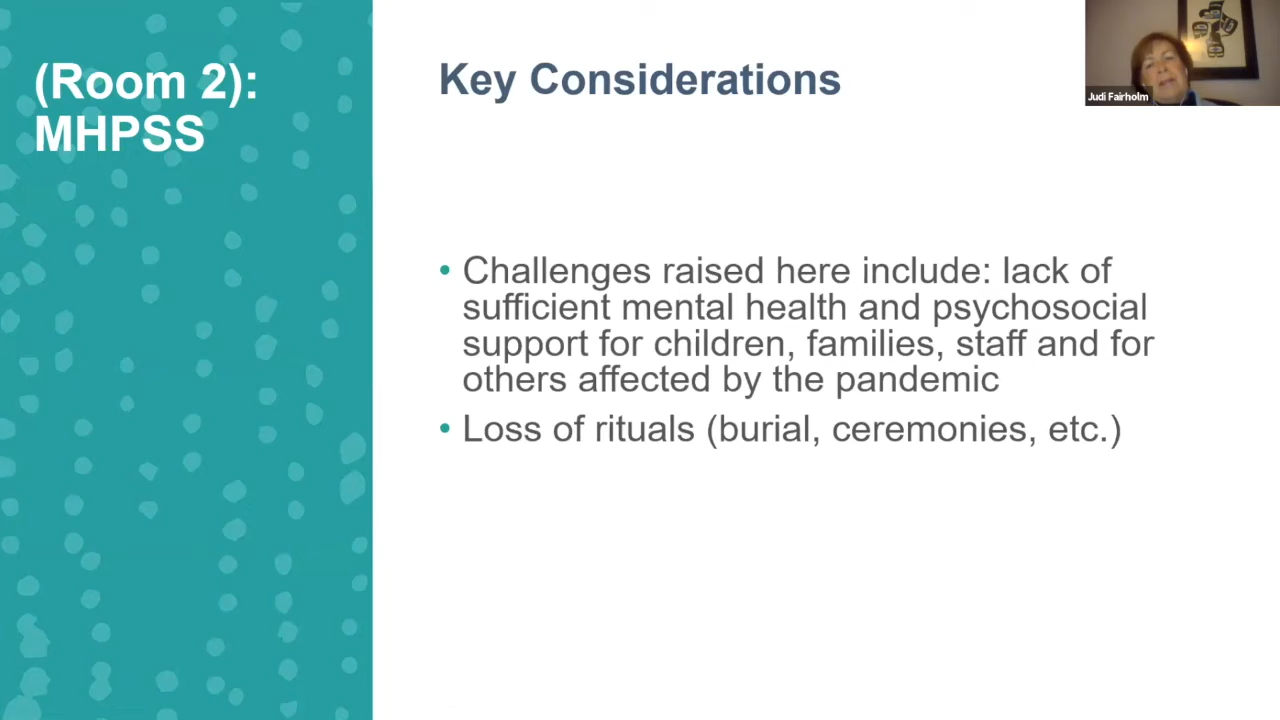 (Room 2):
MHPSS
Key Considerations
Judi Fairholm
• Challenges raised here include: lack of
sufficient mental health and psychosocial
support for children, families, staff and for
others affected by the pandemic
• Loss of rituals (burial, ceremonies, etc.)